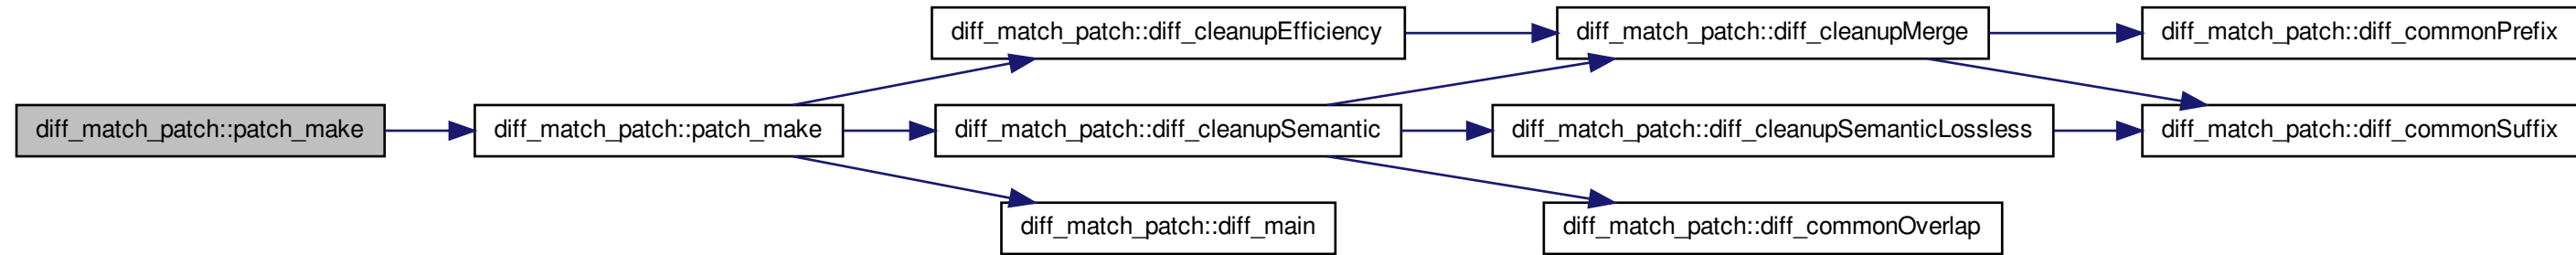 diff_match_patch::diff_cleanupEfficiency
diff_match_patch::diff_cleanupMerge
diff_match_patch::diff_commonPrefix
diff_match_patch::patch_make
diff_match_patch::patch_make
diff_match_patch::diff_cleanupSemantic
diff_match_patch::diff_cleanupSemanticLossless
diff_match_patch::diff_commonSuffix
diff_match_patch::diff_main
diff_match_patch::diff_commonOverlap